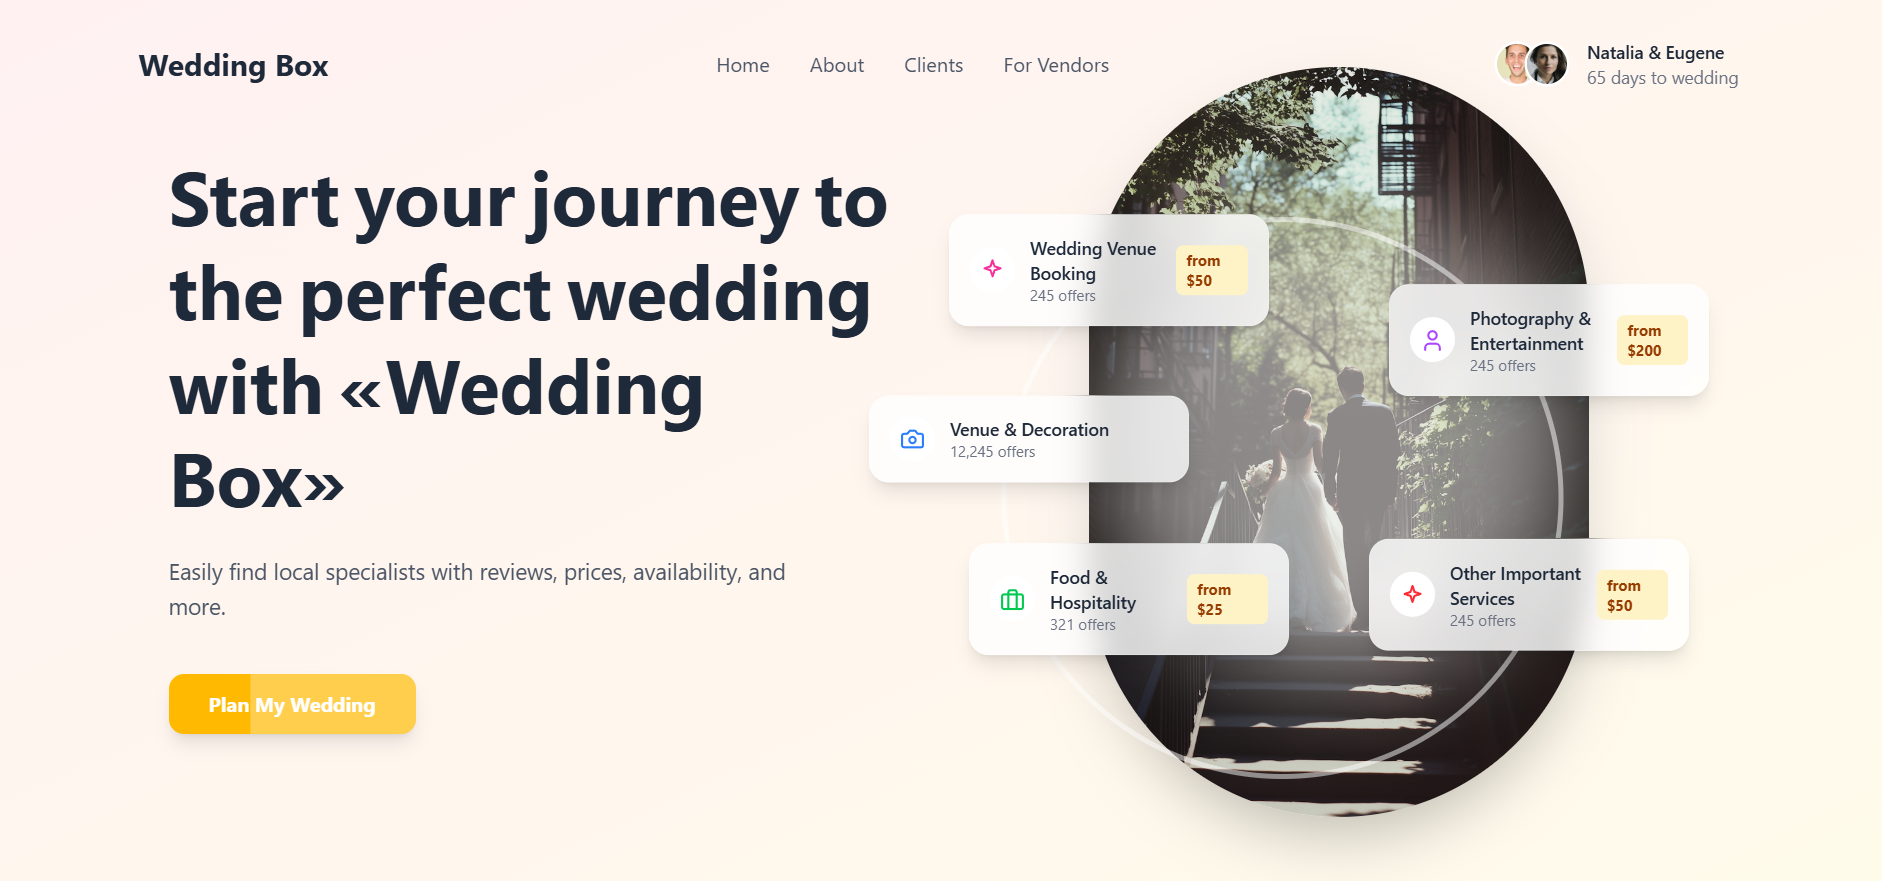 Wedding Box
Home
About
Clients
For Vendors
Natalia & Eugene
65 days to wedding
Start your journey to
the perfect wedding
with «Wedding
Box»
Easily find local specialists with reviews, prices, availability, and
more.
Plan My Wedding
Wedding Venue
Booking
245 offers
from
$50
Photography &
Entertainment
245 offers
from
$200
Venue & Decoration
12,245 offers
Food &
Hospitality
321 offers
from
$25
Other Important
Services
245 offers
from
$50